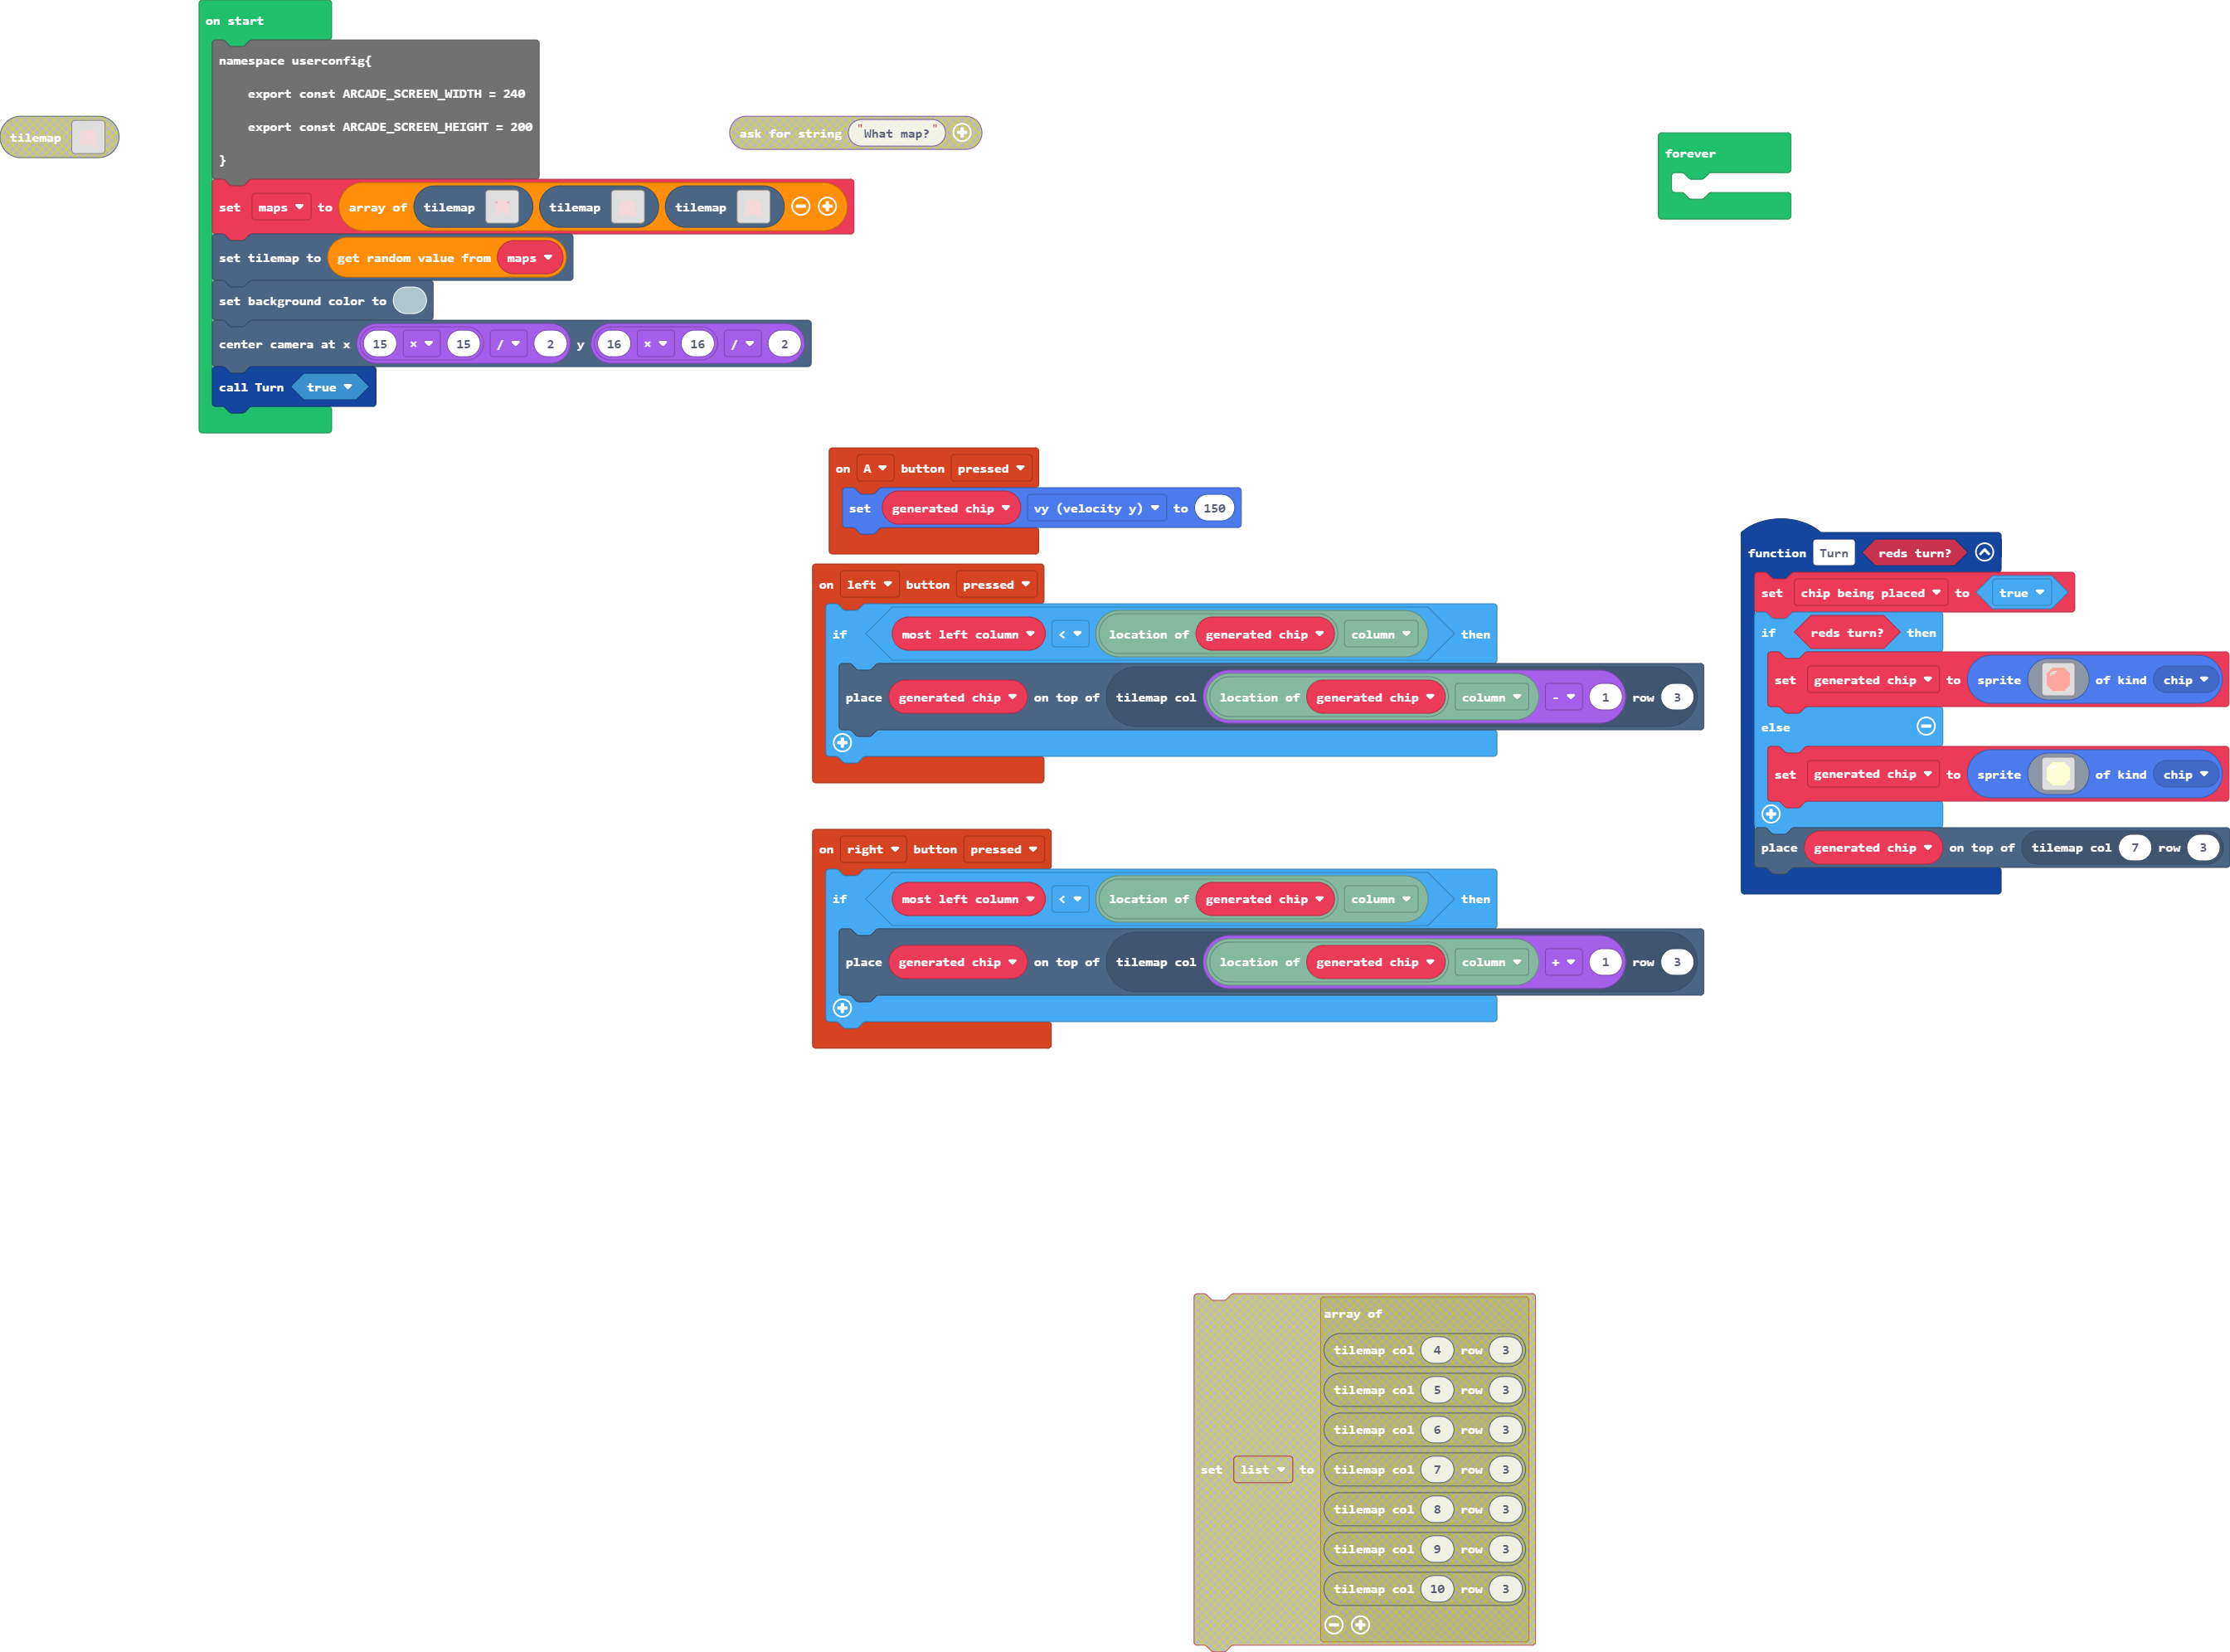 on start
namespace userconfig{
export const ARCADE_SCREEN_WIDTH = 240
export const ARCADE_SCREEN_HEIGHT = 200
}
set maps to array of tilemap tilemap tilemap
set tilemap to get random value from maps
set background color to
center camera at x 15 × 15 / 2 y 16 × 16 / 2
call Turn true
tilemap
ask for string "What map?"
forever
on A button pressed
set generated chip vy (velocity y) to 150
on left button pressed
if most left column < location of generated chip column then
place generated chip on top of tilemap col location of generated chip column - 1 row 3
on right button pressed
if most left column < location of generated chip column then
place generated chip on top of tilemap col location of generated chip column + 1 row 3
function Turn reds turn?
set chip being placed to true
if reds turn? then
set generated chip to sprite of kind chip
else
set generated chip to sprite of kind chip
place generated chip on top of tilemap col 7 row 3
set list to array of
tilemap col 4 row 3
tilemap col 5 row 3
tilemap col 6 row 3
tilemap col 7 row 3
tilemap col 8 row 3
tilemap col 9 row 3
tilemap col 10 row 3